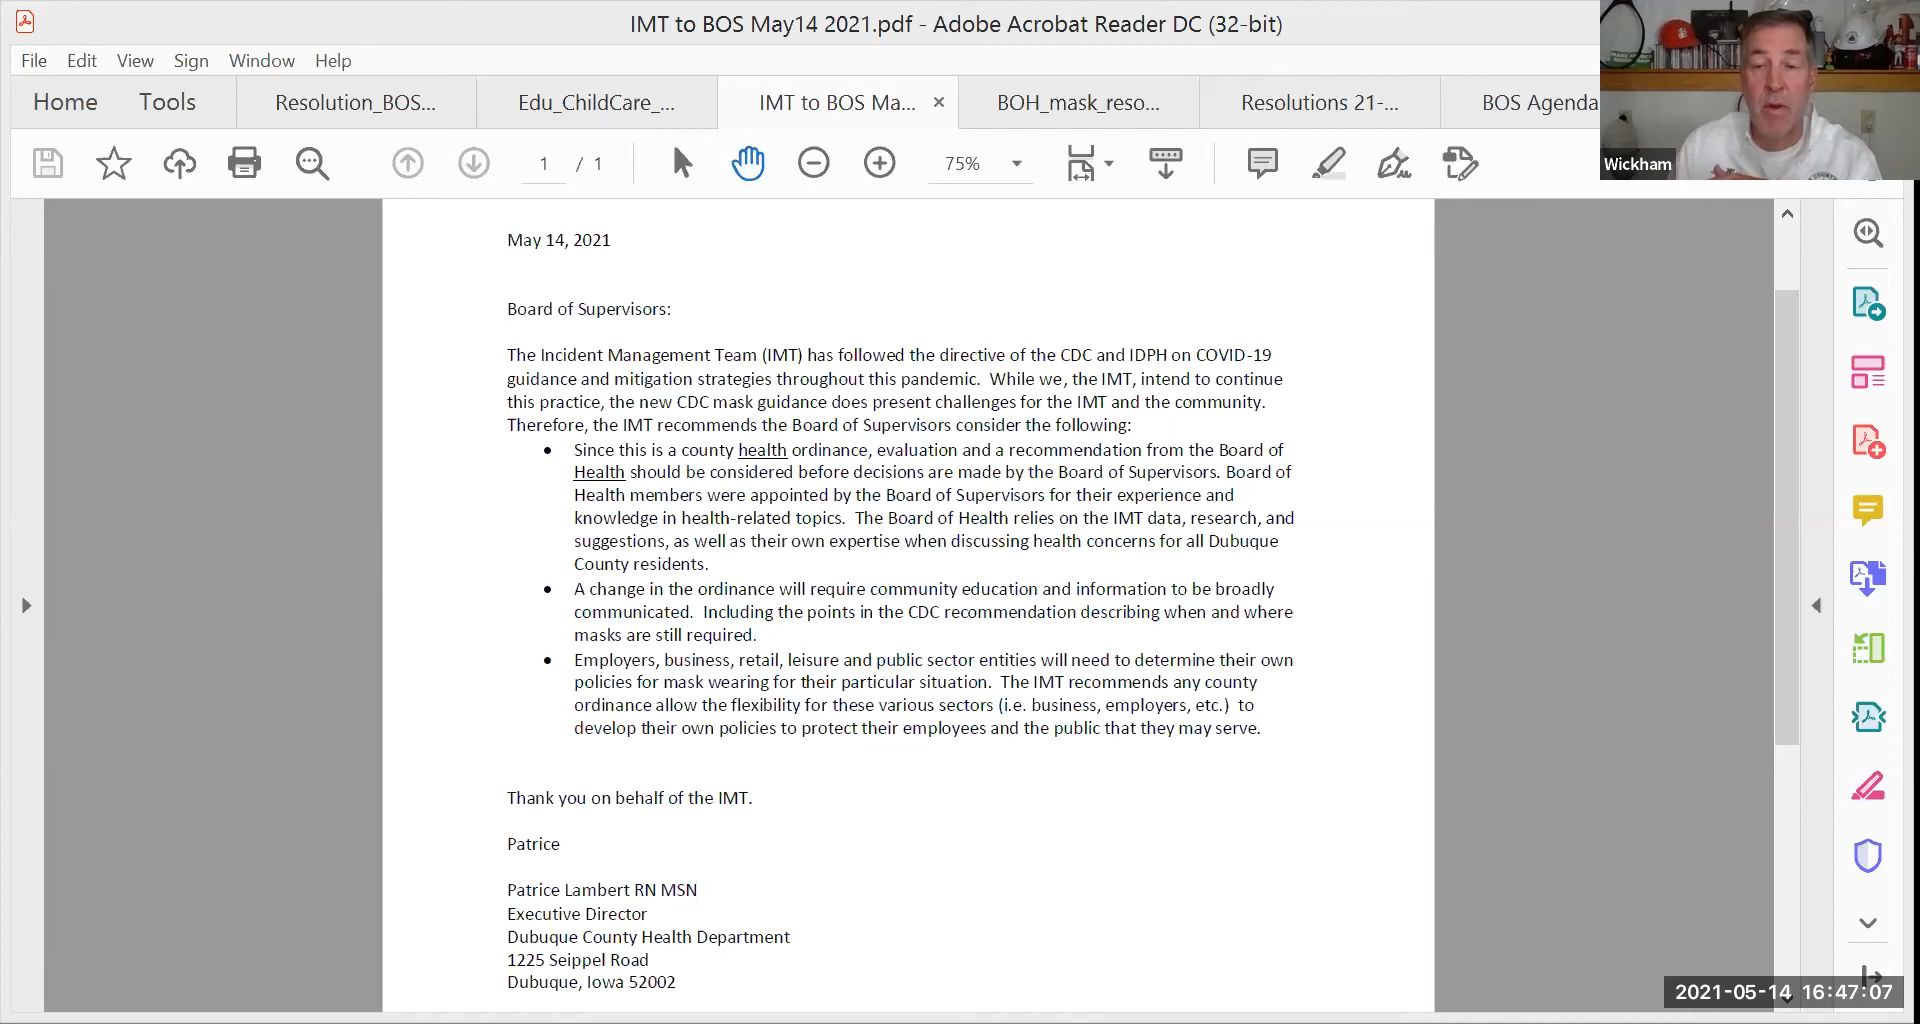 IMT to BOS May14 2021.pdf - Adobe Acrobat Reader DC (32-bit)
File Edit View Sign Window Help
Home Tools Resolution_BOS... Edu_ChildCare_... IMT to BOS Ma... × BOH_mask_reso... Resolutions 21-... BOS Agenda
1 / 1 75%
Wickham
May 14, 2021
Board of Supervisors:
The Incident Management Team (IMT) has followed the directive of the CDC and IDPH on COVID-19
guidance and mitigation strategies throughout this pandemic. While we, the IMT, intend to continue
this practice, the new CDC mask guidance does present challenges for the IMT and the community.
Therefore, the IMT recommends the Board of Supervisors consider the following:
• Since this is a county health ordinance, evaluation and a recommendation from the Board of
Health should be considered before decisions are made by the Board of Supervisors. Board of
Health members were appointed by the Board of Supervisors for their experience and
knowledge in health-related topics. The Board of Health relies on the IMT data, research, and
suggestions, as well as their own expertise when discussing health concerns for all Dubuque
County residents.
• A change in the ordinance will require community education and information to be broadly
communicated. Including the points in the CDC recommendation describing when and where
masks are still required.
• Employers, business, retail, leisure and public sector entities will need to determine their own
policies for mask wearing for their particular situation. The IMT recommends any county
ordinance allow the flexibility for these various sectors (i.e. business, employers, etc.) to
develop their own policies to protect their employees and the public that they may serve.
Thank you on behalf of the IMT.
Patrice
Patrice Lambert RN MSN
Executive Director
Dubuque County Health Department
1225 Seippel Road
Dubuque, Iowa 52002
2021-05-14 16:47:07